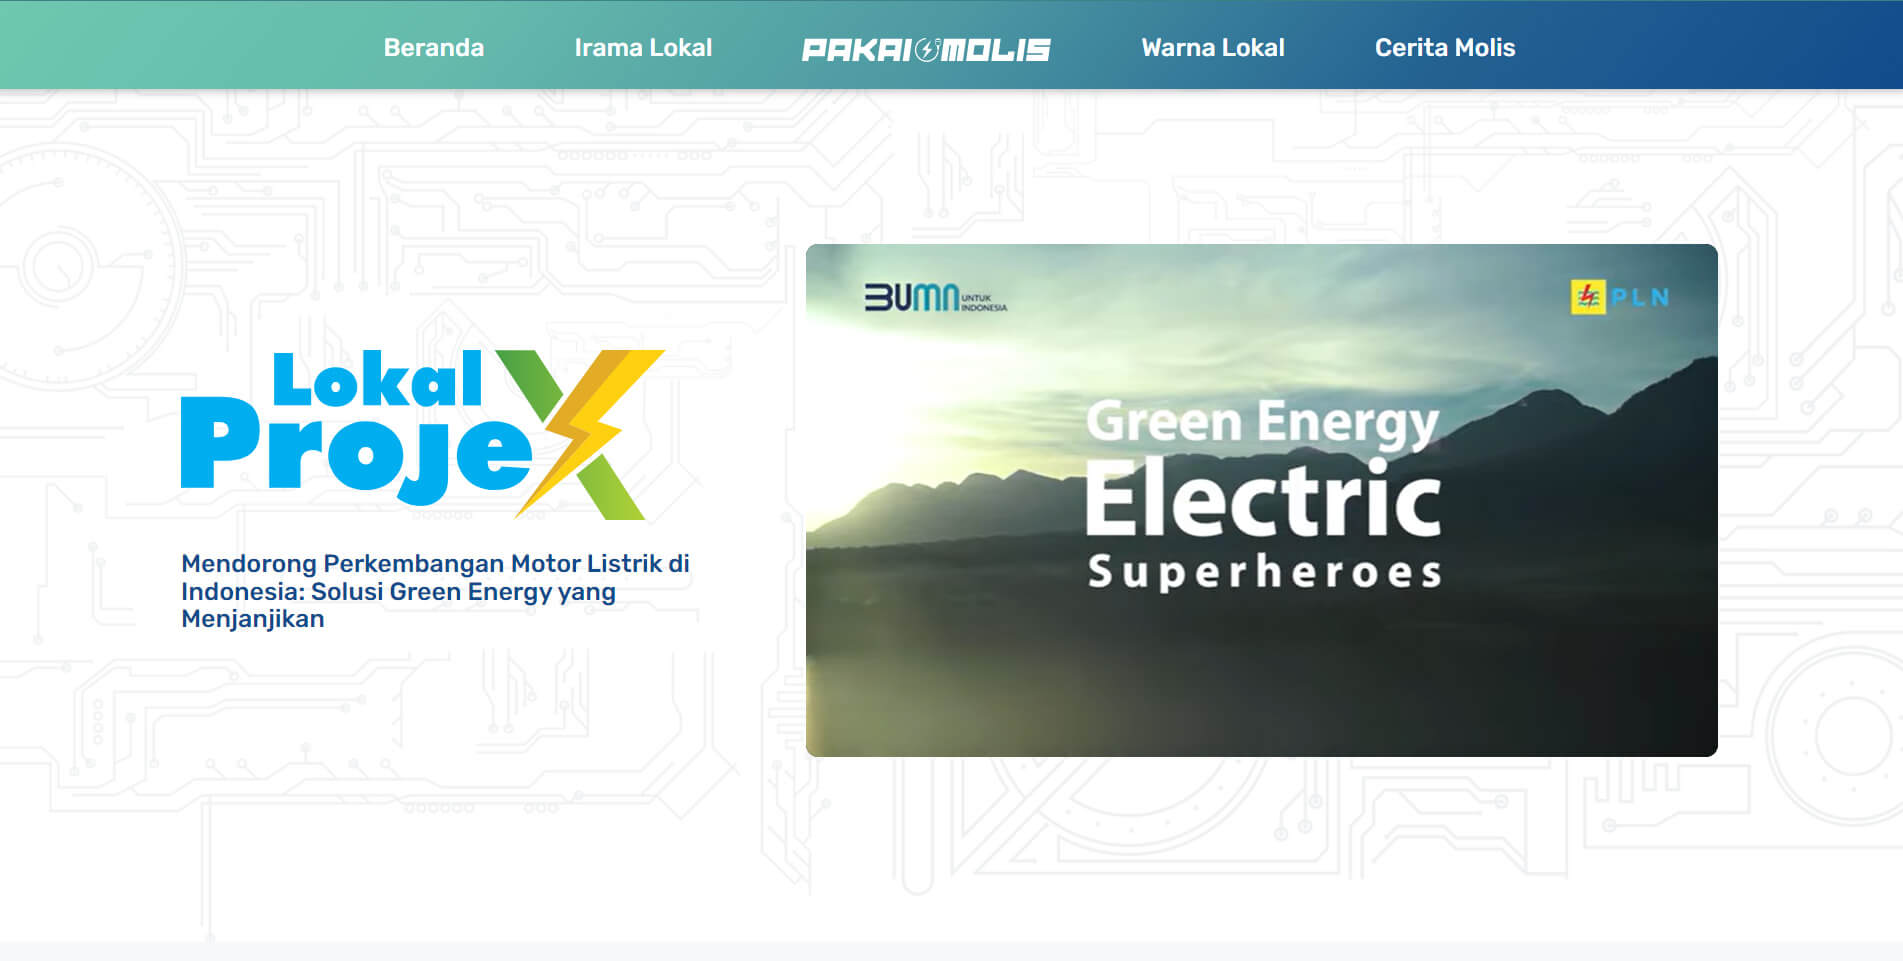 Beranda
Irama Lokal
PAKAI MOLIS
Warna Lokal
Cerita Molis
Lokal
ProjeX
Mendorong Perkembangan Motor Listrik di
Indonesia: Solusi Green Energy yang
Menjanjikan
BUMN UNTUK
INDONESIA
PLN
Green Energy
Electric
Superheroes